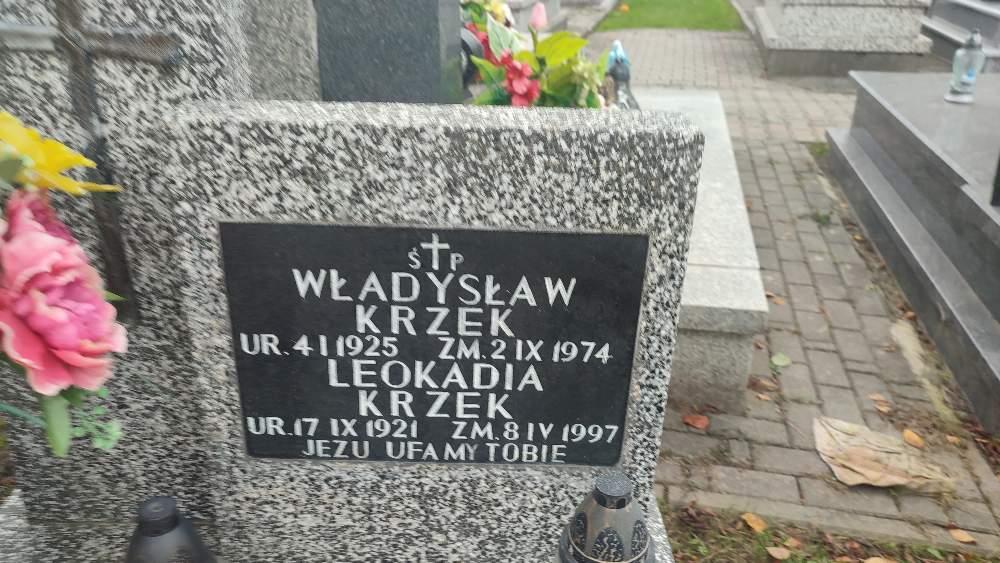 Ś P
WŁADYSŁAW
KRZEK
UR. 4 I 1925 ZM. 2 IX 1974
LEOKADIA
KRZEK
UR. 17 IX 1921 ZM. 8 IV 1997
JEZU UFAMY TOBIE